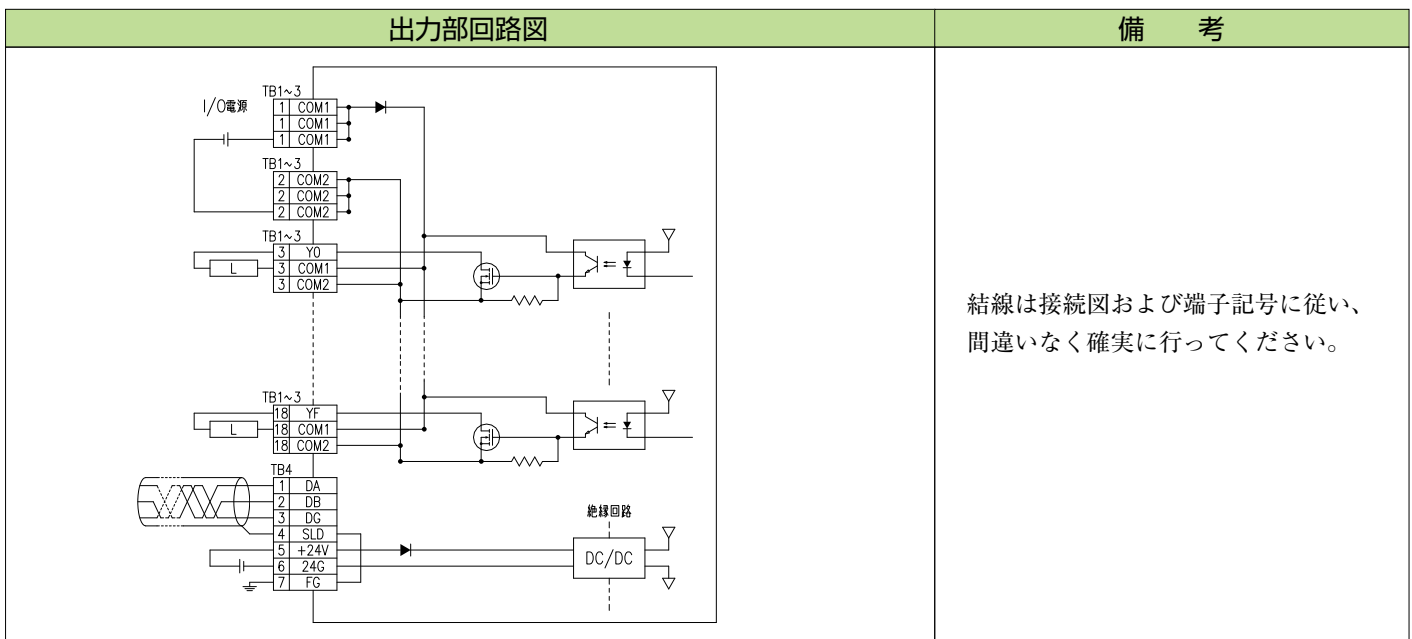 出力部回路図
備　考
TB1~3
I/O電源
1 COM1
1 COM1
1 COM1
TB1~3
2 COM2
2 COM2
2 COM2
TB1~3
3 Y0
L
3 COM1
3 COM2
結線は接続図および端子記号に従い、
間違いなく確実に行ってください。
TB1~3
18 YF
L
18 COM1
18 COM2
TB4
1 DA
2 DB
3 DG
4 SLD
5 +24V
6 24G
7 FG
絶縁回路
DC/DC